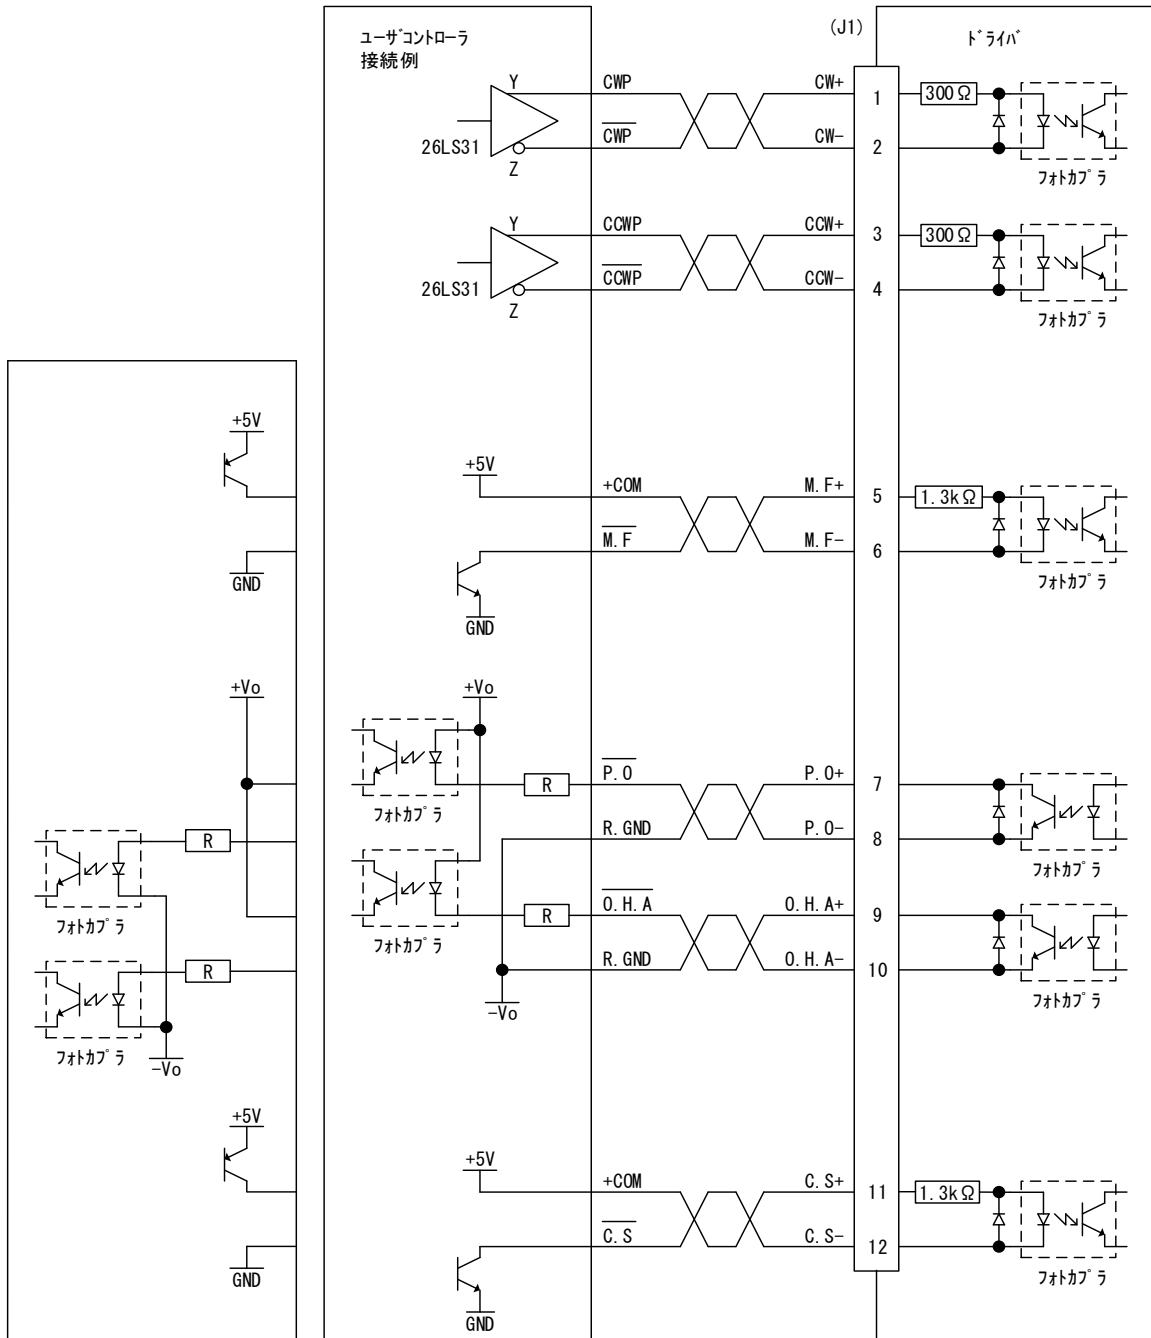 (J1)
ユーザコントローラ
接続例
ドライバ
Y
CWP
CW+
1
300Ω
26LS31
CWP
CW-
2
Z
フォトカプラ
Y
CCWP
CCW+
3
300Ω
26LS31
CCWP
CCW-
4
Z
フォトカプラ
+5V
+5V
+COM
M.F+
5
1.3kΩ
M.F
M.F-
6
GND
フォトカプラ
GND
+Vo
+Vo
P.O
P.O+
7
R
フォトカプラ
R.GND
P.O-
8
R
フォトカプラ
O.H.A
O.H.A+
9
R
フォトカプラ
フォトカプラ
R.GND
O.H.A-
10
R
フォトカプラ
-Vo
フォトカプラ
-Vo
+5V
+5V
+COM
C.S+
11
1.3kΩ
C.S
C.S-
12
GND
フォトカプラ
GND